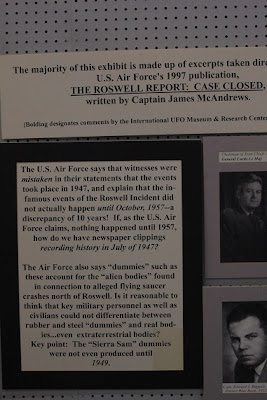 The majority of this exhibit is made up of excerpts taken dire
U.S. Air Force's 1997 publication,
THE ROSWELL REPORT: CASE CLOSED,
written by Captain James McAndrews.
(Bolding designates comments by the International UFO Museum & Research Center
The U.S. Air Force says that witnesses were
mistaken in their statements that the events
took place in 1947, and explain that the in-
famous events of the Roswell Incident did
not actually happen until October, 1957--a
discrepancy of 10 years! If, as the U.S. Air
Force claims, nothing happened until 1957,
how do we have newspaper clippings
recording history in July of 1947?
The Air Force also says "dummies" such as
these account for the "alien bodies" found
in connection to alleged flying saucer
crashes north of Roswell. Is it reasonable to
think that key military personnel as well as
civilians could not differentiate between
rubber and steel "dummies" and real bod-
ies...even extraterrestrial bodies?
Key point: The "Sierra Sam" dummies
were not even produced until
1949.
General Curtis Le May